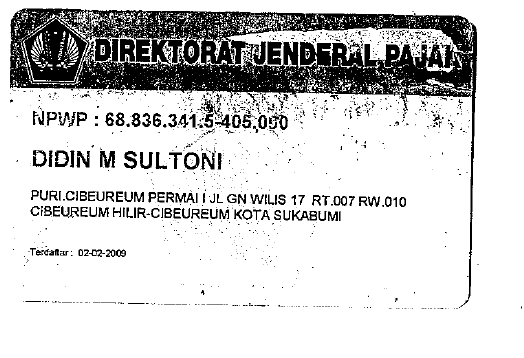 DIREKTORAT JENDERAL PAJAK
NPWP : 68.836.341.5-405.000
DIDIN M SULTONI
PURI.CIBEUREUM PERMAI I JL GN WILIS 17 RT.007 RW.010
CIBEUREUM HILIR-CIBEUREUM KOTA SUKABUMI
Terdaftar : 02-02-2009